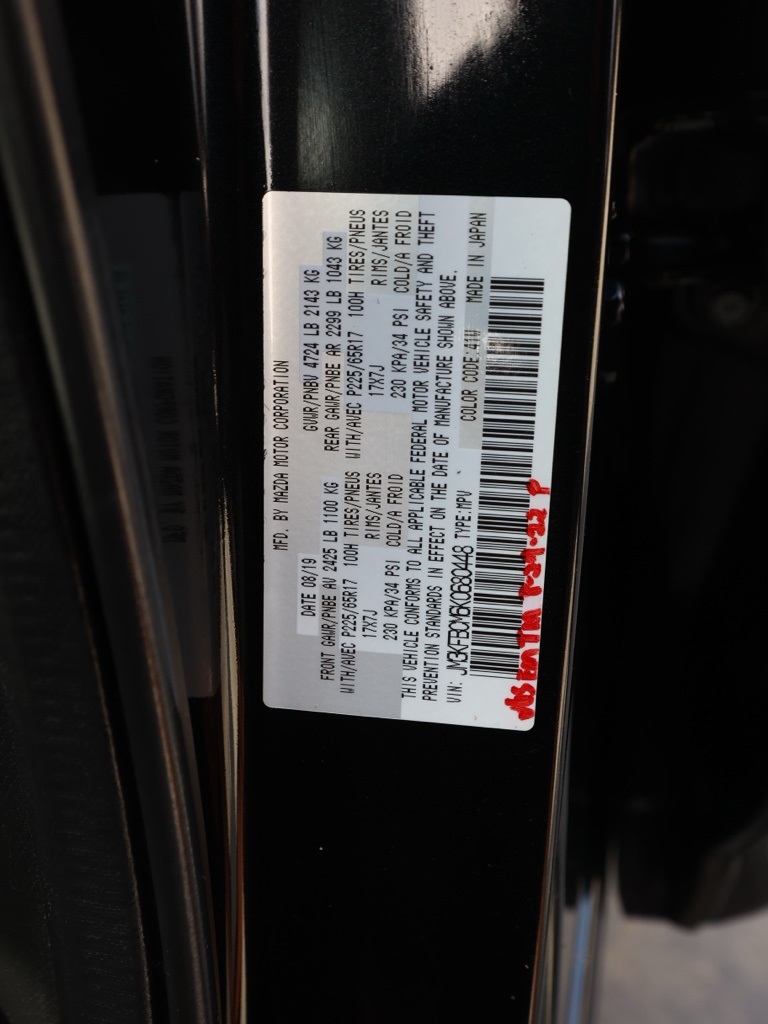 MFD. BY MAZDA MOTOR CORPORATION
DATE 08/19 GVWR/PNBV 4724 LB 2143 KG
FRONT GAWR/PNBE AV 2425 LB 1100 KG REAR GAWR/PNBE AR 2299 LB 1043 KG
WITH/AVEC P225/65R17 100H TIRES/PNEUS WITH/AVEC P225/65R17 100H TIRES/PNEUS
17X7J RIMS/JANTES 17X7J RIMS/JANTES
230 KPA/34 PSI COLD/A FROID 230 KPA/34 PSI COLD/A FROID
THIS VEHICLE CONFORMS TO ALL APPLICABLE FEDERAL MOTOR VEHICLE SAFETY AND THEFT
PREVENTION STANDARDS IN EFFECT ON THE DATE OF MANUFACTURE SHOWN ABOVE.
VIN: JM3KFBCM6K0680448 TYPE:MPV COLOR CODE:41W MADE IN JAPAN